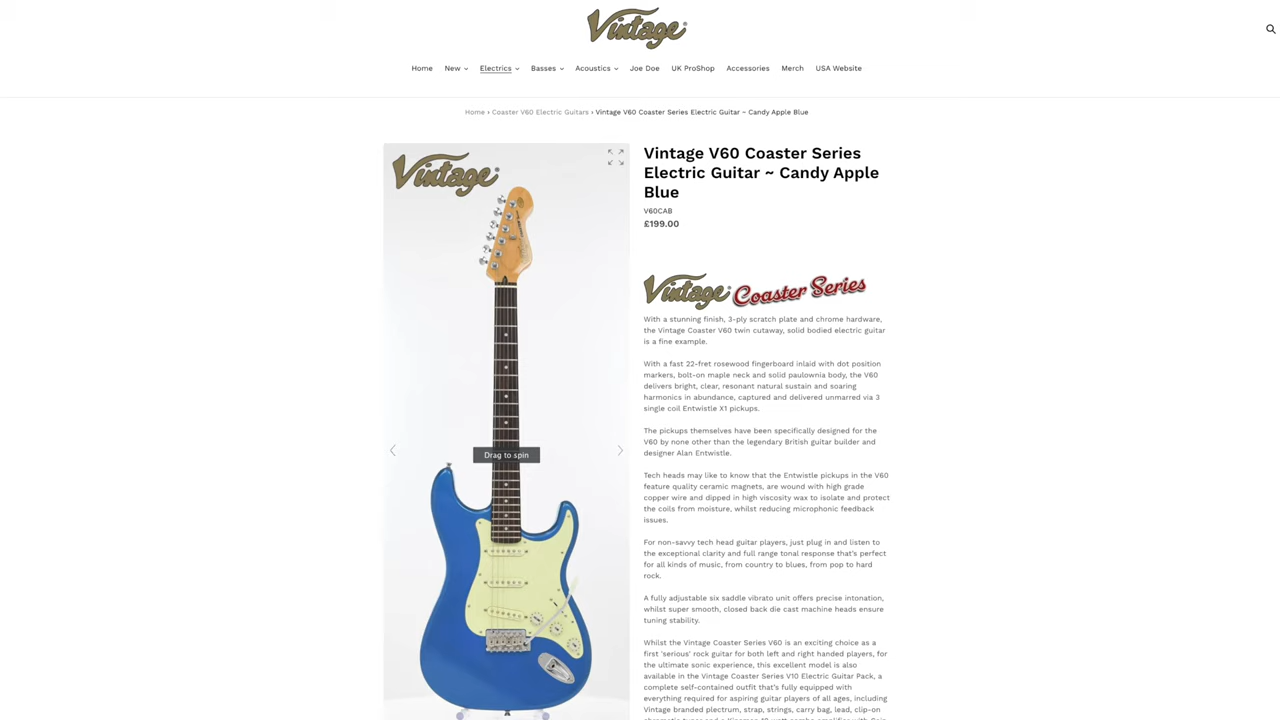 Vintage
Home
New
Electrics
Basses
Acoustics
Joe Doe
UK ProShop
Accessories
Merch
USA Website
Home › Coaster V60 Electric Guitars › Vintage V60 Coaster Series Electric Guitar ~ Candy Apple Blue
Vintage
Drag to spin
Vintage V60 Coaster Series
Electric Guitar ~ Candy Apple
Blue
V60CAB
£199.00
Vintage Coaster Series
With a stunning finish, 3-ply scratch plate and chrome hardware,
the Vintage Coaster V60 twin cutaway, solid bodied electric guitar
is a fine example.
With a fast 22-fret rosewood fingerboard inlaid with dot position
markers, bolt-on maple neck and solid paulownia body, the V60
delivers bright, clear, resonant natural sustain and soaring
harmonics in abundance, captured and delivered unmarred via 3
single coil Entwistle X1 pickups.
The pickups themselves have been specifically designed for the
V60 by none other than the legendary British guitar builder and
designer Alan Entwistle.
Tech heads may like to know that the Entwistle pickups in the V60
feature quality ceramic magnets, are wound with high grade
copper wire and dipped in high viscosity wax to isolate and protect
the coils from moisture, whilst reducing microphonic feedback
issues.
For non-savvy tech head guitar players, just plug in and listen to
the exceptional clarity and full range tonal response that's perfect
for all kinds of music, from country to blues, from pop to hard
rock.
A fully adjustable six saddle vibrato unit offers precise intonation,
whilst super smooth, closed back die cast machine heads ensure
tuning stability.
Whilst the Vintage Coaster Series V60 is an exciting choice as a
first 'serious' rock guitar for both left and right handed players, for
the ultimate sonic experience, this excellent model is also
available in the Vintage Coaster Series V10 Electric Guitar Pack, a
complete self-contained outfit that's fully equipped with
everything required for aspiring guitar players of all ages, including
Vintage branded plectrum, strap, strings, carry bag, lead, clip-on